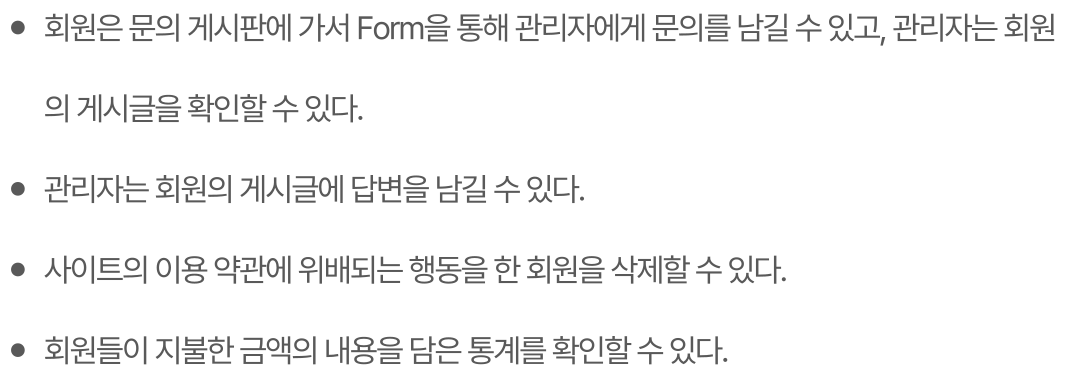 ● 회원은 문의 게시판에 가서 Form을 통해 관리자에게 문의를 남길 수 있고, 관리자는 회원
의 게시글을 확인할 수 있다.
● 관리자는 회원의 게시글에 답변을 남길 수 있다.
● 사이트의 이용 약관에 위배되는 행동을 한 회원을 삭제할 수 있다.
● 회원들이 지불한 금액의 내용을 담은 통계를 확인할 수 있다.